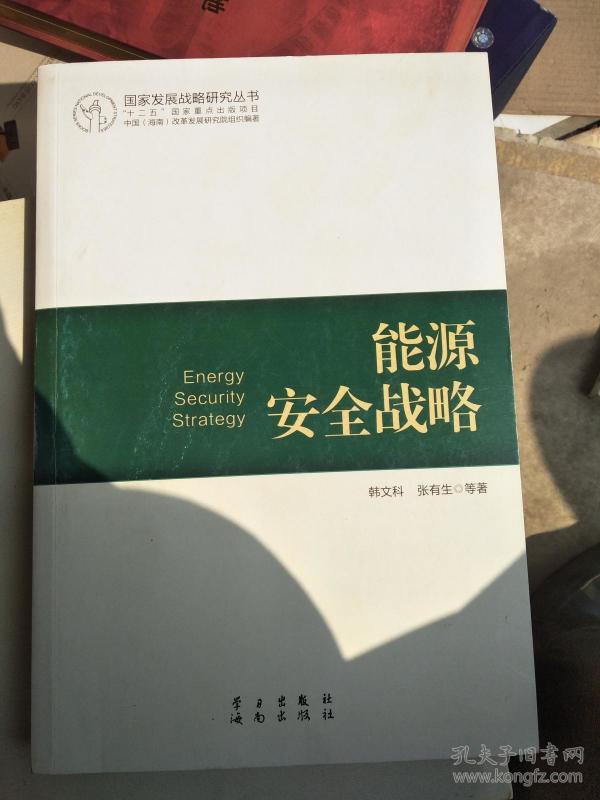 国家发展战略研究丛书
“十二五”国家重点出版项目
中国（海南）改革发展研究院组织编著
能源
安全战略
Energy
Security
Strategy
韩文科 张有生◎等著
学习出版社
海南出版社
孔夫子旧书网
www.kongfz.com